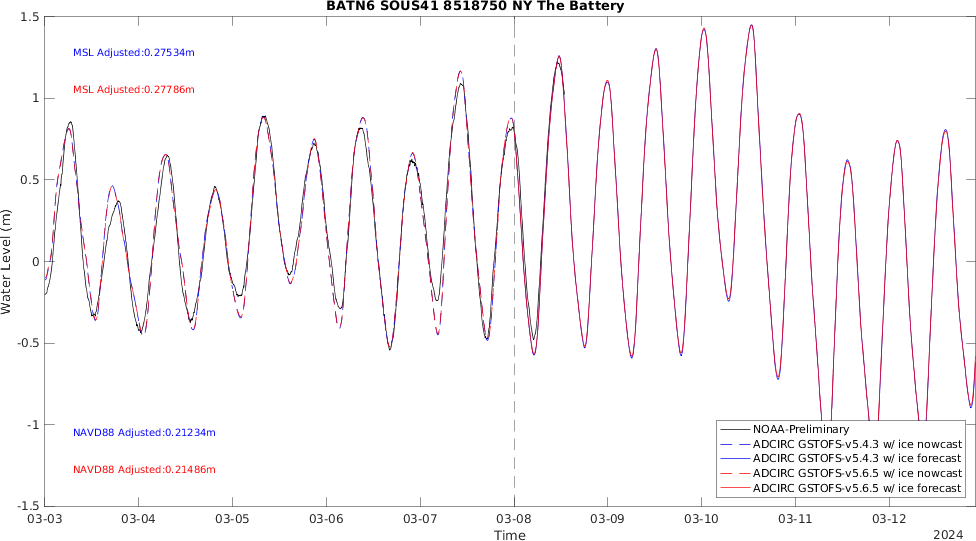 BATN6 SOUS41 8518750 NY The Battery
1.5
1
0.5
0
-0.5
-1
-1.5
Water Level (m)
MSL Adjusted:0.27534m
MSL Adjusted:0.27786m
NAVD88 Adjusted:0.21234m
NAVD88 Adjusted:0.21486m
NOAA-Preliminary
ADCIRC GSTOFS-v5.4.3 w/ ice nowcast
ADCIRC GSTOFS-v5.4.3 w/ ice forecast
ADCIRC GSTOFS-v5.6.5 w/ ice nowcast
ADCIRC GSTOFS-v5.6.5 w/ ice forecast
03-03 03-04 03-05 03-06 03-07 03-08 03-09 03-10 03-11 03-12
Time
2024